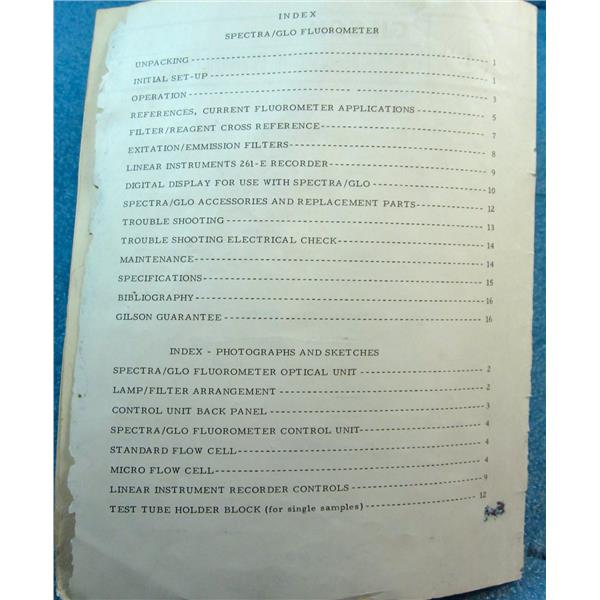 INDEX
SPECTRA/GLO FLUOROMETER
UNPACKING 1
INITIAL SET-UP 1
OPERATION 3
REFERENCES, CURRENT FLUOROMETER APPLICATIONS 5
FILTER/REAGENT CROSS REFERENCE 7
EXITATION/EMMISSION FILTERS 8
LINEAR INSTRUMENTS 261-E RECORDER 9
DIGITAL DISPLAY FOR USE WITH SPECTRA/GLO 10
SPECTRA/GLO ACCESSORIES AND REPLACEMENT PARTS 12
TROUBLE SHOOTING 13
TROUBLE SHOOTING ELECTRICAL CHECK 14
MAINTENANCE 14
SPECIFICATIONS 15
BIBLIOGRAPHY 16
GILSON GUARANTEE 16
INDEX - PHOTOGRAPHS AND SKETCHES
SPECTRA/GLO FLUOROMETER OPTICAL UNIT 2
LAMP/FILTER ARRANGEMENT 2
CONTROL UNIT BACK PANEL 3
SPECTRA/GLO FLUOROMETER CONTROL UNIT 4
STANDARD FLOW CELL 4
MICRO FLOW CELL 4
LINEAR INSTRUMENT RECORDER CONTROLS 9
TEST TUBE HOLDER BLOCK (for single samples) 12